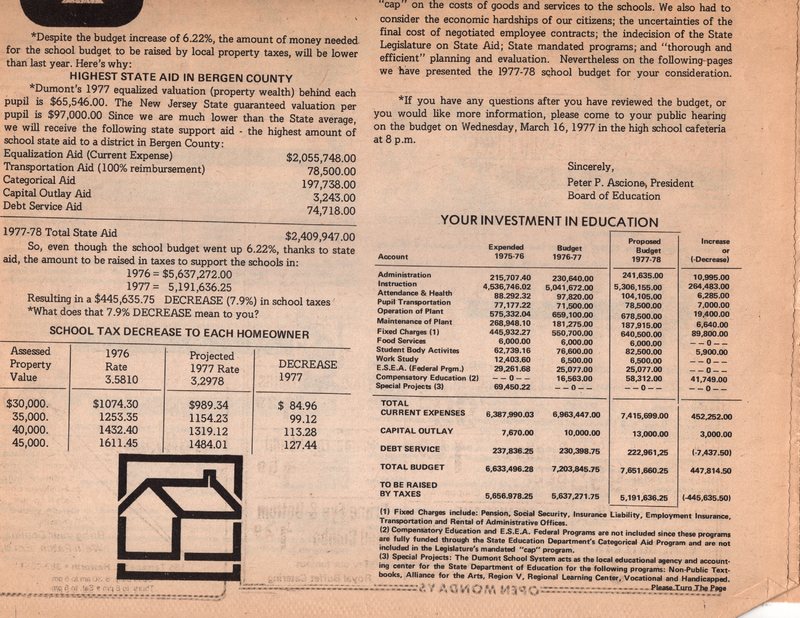 *Despite the budget increase of 6.22%, the amount of money needed
for the school budget to be raised by local property taxes, will be lower
than last year. Here's why:
HIGHEST STATE AID IN BERGEN COUNTY
*Dumont's 1977 equalized valuation (property wealth) behind each
pupil is $65,546.00. The New Jersey State guaranteed valuation per
pupil is $97,000.00 Since we are much lower than the State average,
we will receive the following state support aid - the highest amount of
school state aid to a district in Bergen County:
Equalization Aid (Current Expense) $2,055,748.00
Transportation Aid (100% reimbursement) 78,500.00
Categorical Aid 197,738.00
Capital Outlay Aid 3,243.00
Debt Service Aid 74,718.00
1977-78 Total State Aid $2,409,947.00
So, even though the school budget went up 6.22%, thanks to state
aid, the amount to be raised in taxes to support the schools in:
1976 = $5,637,272.00
1977 = 5,191,636.25
Resulting in a $445,635.75 DECREASE (7.9%) in school taxes
*What does that 7.9% DECREASE mean to you?
SCHOOL TAX DECREASE TO EACH HOMEOWNER
Assessed 1976 Projected
Property Rate 1977 Rate DECREASE
Value 3.5810 3,2978 1977
$30,000. $1074.30 $989.34 $ 84.96
35,000. 1253.35 1154.23 99.12
40,000. 1432.40 1319.12 113.28
45,000. 1611.45 1484.01 127.44
"cap" on the costs of goods and services to the schools. We also had to
consider the economic hardships of our citizens; the uncertainties of the
final cost of negotiated employee contracts; the indecision of the State
Legislature on State Aid; State mandated programs; and "thorough and
efficient" planning and evaluation. Nevertheless on the following pages
we have presented the 1977-78 school budget for your consideration.
*If you have any questions after you have reviewed the budget, or
you would like more information, please come to your public hearing
on the budget on Wednesday, March 16, 1977 in the high school cafeteria
at 8 p.m.
Sincerely,
Peter P. Ascione, President
Board of Education
YOUR INVESTMENT IN EDUCATION
Proposed Increase
Expended Budget Budget or
Account 1975-76 1976-77 1977-78 (-Decrease)
Administration 215,707.40 230,640.00 241,635.00 10,995.00
Instruction 4,536,746.02 5,041,672.00 5,306,155.00 264,483.00
Attendance & Health 88.292.32 97,820.00 104,105.00 6,285.00
Pupil Transportation 77,177.22 71,500.00 78,500.00 7,000.00
Operation of Plant 575,332.04 659,100.00 678,500.00 19,400.00
Maintenance of Plant 268,948.10 181,275.00 187,915.00 6,640.00
Fixed Charges (1) 445,932.27 550,700.00 640,500.00 89,800.00
Food Services 6,000.00 6,000.00 6,000.00 -- 0 --
Student Body Activites 62,739.16 76,600.00 82,500.00 5,900.00
Work Study 12,403.60 6,500.00 6,500.00 -- 0 --
E.S.E.A. (Federal Prgm.) 29,261.68 25,077.00 25,077.00 -- 0 --
Compensatory Education (2) -- 0 -- 16,563.00 58,312.00 41,749.00
Special Projects (3) 69,450.22 -- 0 -- -- 0 -- -- 0 --
TOTAL
CURRENT EXPENSES 6,387,990.03 6,963,447.00 7,415,699.00 452,252.00
CAPITAL OUTLAY 7,670.00 10,000.00 13,000.00 3,000.00
DEBT SERVICE 237,836.25 230,398.75 222,961,25 (-7,437.50)
TOTAL BUDGET 6,633,496.28 7,203,845.75 7,651,660.25 447,814.50
TO BE RAISED
BY TAXES 5,656.978.25 5,637,271.75 5,191,636.25 (-445,635.50)
(1) Fixed Charges include: Pension, Social Security, Insurance Liability, Employment Insurance,
Transportation and Rental of Administrative Offices.
(2) Compensatory Education and E.S.E.A. Federal Programs are not included since these programs
are fully funded through the State Education Department's Categorical Aid Program and are not
included in the Legislature's mandated "cap" program.
(3) Special Projects: The Dumont School System acts as the local educational agency and account-
ing center for the State Department of Education for the following programs: Non-Public Text-
books, Alliance for the Arts, Region V, Regional Learning Center, Vocational and Handicapped.
Please Turn The Page
OPEN MONDAYS